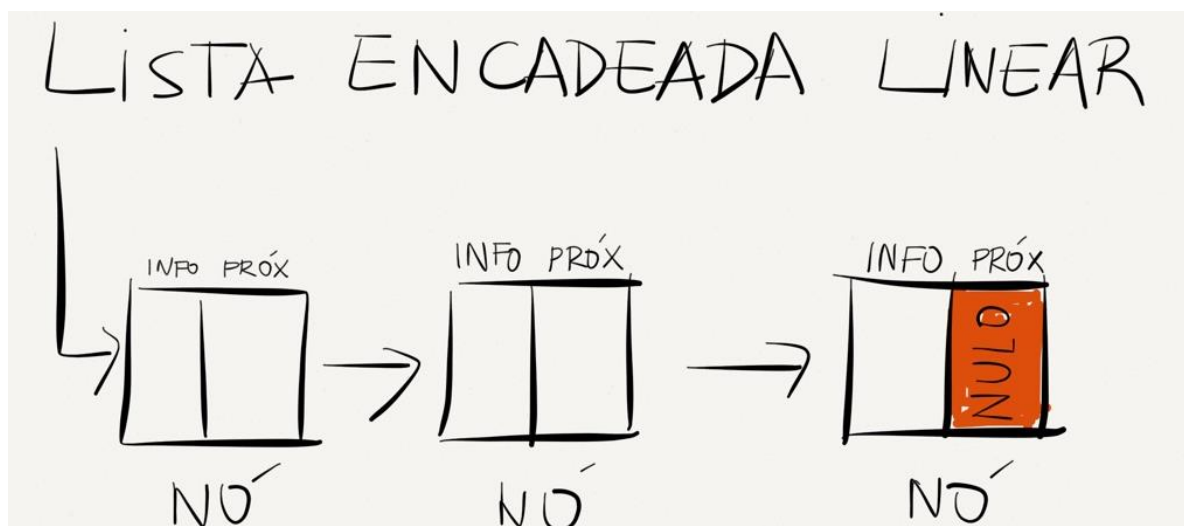 LiSTA ENCADEADA LINEAR
INFO PRÓX INFO PRÓX INFO PRÓX
NULO
NÓ NÓ NÓ